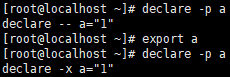 [root@localhost ~]# declare -p a
declare -- a="1"
[root@localhost ~]# export a
[root@localhost ~]# declare -p a
declare -x a="1"